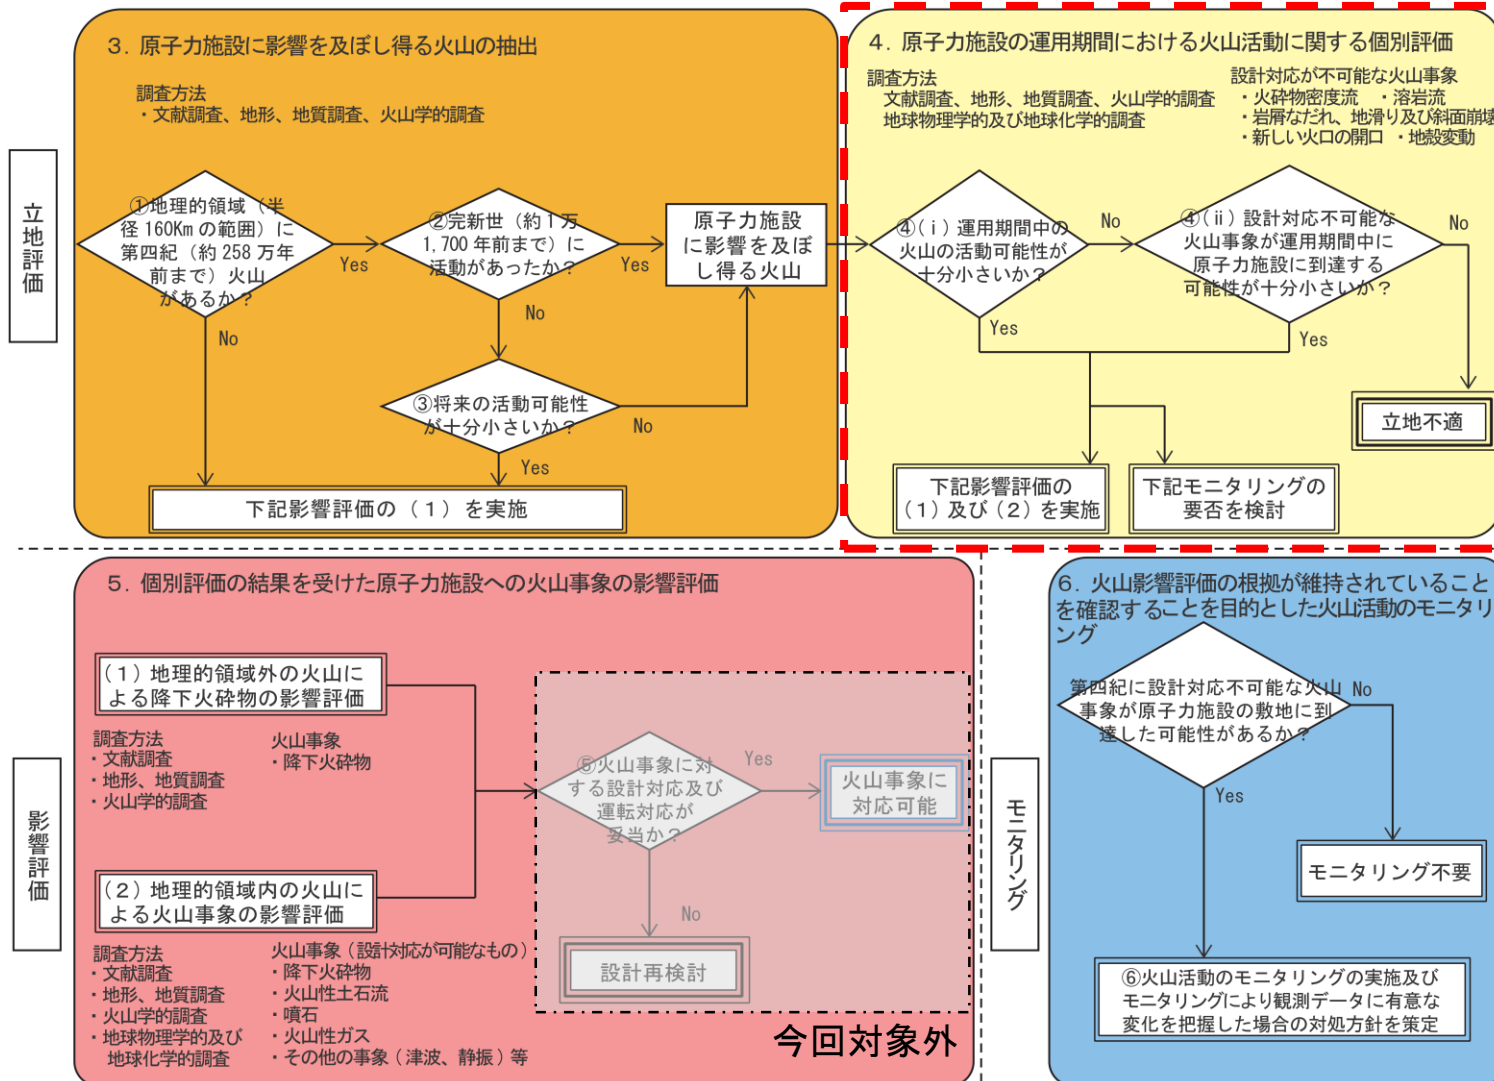 立地評価
3．原子力施設に影響を及ぼし得る火山の抽出
調査方法
・文献調査、地形、地質調査、火山学的調査
①地理的領域（半
径160Kmの範囲）に
第四紀（約258万年
前まで）火山
があるか？
Yes
No
②完新世（約1万
1,700年前まで）に
活動があったか？
Yes
No
原子力施設
に影響を及ぼ
し得る火山
③将来の活動可能性
が十分小さいか？
No
Yes
下記影響評価の（1）を実施
4．原子力施設の運用期間における火山活動に関する個別評価
調査方法
文献調査、地形、地質調査、火山学的調査
地球物理学的及び地球化学的調査
設計対応が不可能な火山事象
・火砕物密度流　・溶岩流
・岩屑なだれ、地滑り及び斜面崩壊
・新しい火口の開口　・地殻変動
④(ⅰ)運用期間中の
火山の活動可能性が
十分小さいか？
No
Yes
④(ⅱ)設計対応不可能な
火山事象が運用期間中に
原子力施設に到達する
可能性が十分小さいか？
No
Yes
立地不適
下記影響評価の
（1）及び（2）を実施
下記モニタリングの
要否を検討
影響評価
5．個別評価の結果を受けた原子力施設への火山事象の影響評価
（1）地理的領域外の火山に
よる降下火砕物の影響評価
調査方法
・文献調査
・地形、地質調査
・火山学的調査
火山事象
・降下火砕物
（2）地理的領域内の火山に
よる火山事象の影響評価
調査方法
・文献調査
・地形、地質調査
・火山学的調査
・地球物理学的及び
地球化学的調査
火山事象（設計対応が可能なもの）
・降下火砕物
・火山性土石流
・噴石
・火山性ガス
・その他の事象（津波、静振）等
⑤火山事象に対
する設計対応及び
運転対応が
妥当か？
Yes
No
火山事象に
対応可能
設計再検討
今回対象外
モニタリング
6．火山影響評価の根拠が維持されていること
を確認することを目的とした火山活動のモニタリ
ング
第四紀に設計対応不可能な火山
事象が原子力施設の敷地に到
達した可能性があるか？
No
Yes
モニタリング不要
⑥火山活動のモニタリングの実施及び
モニタリングにより観測データに有意な
変化を把握した場合の対処方針を策定